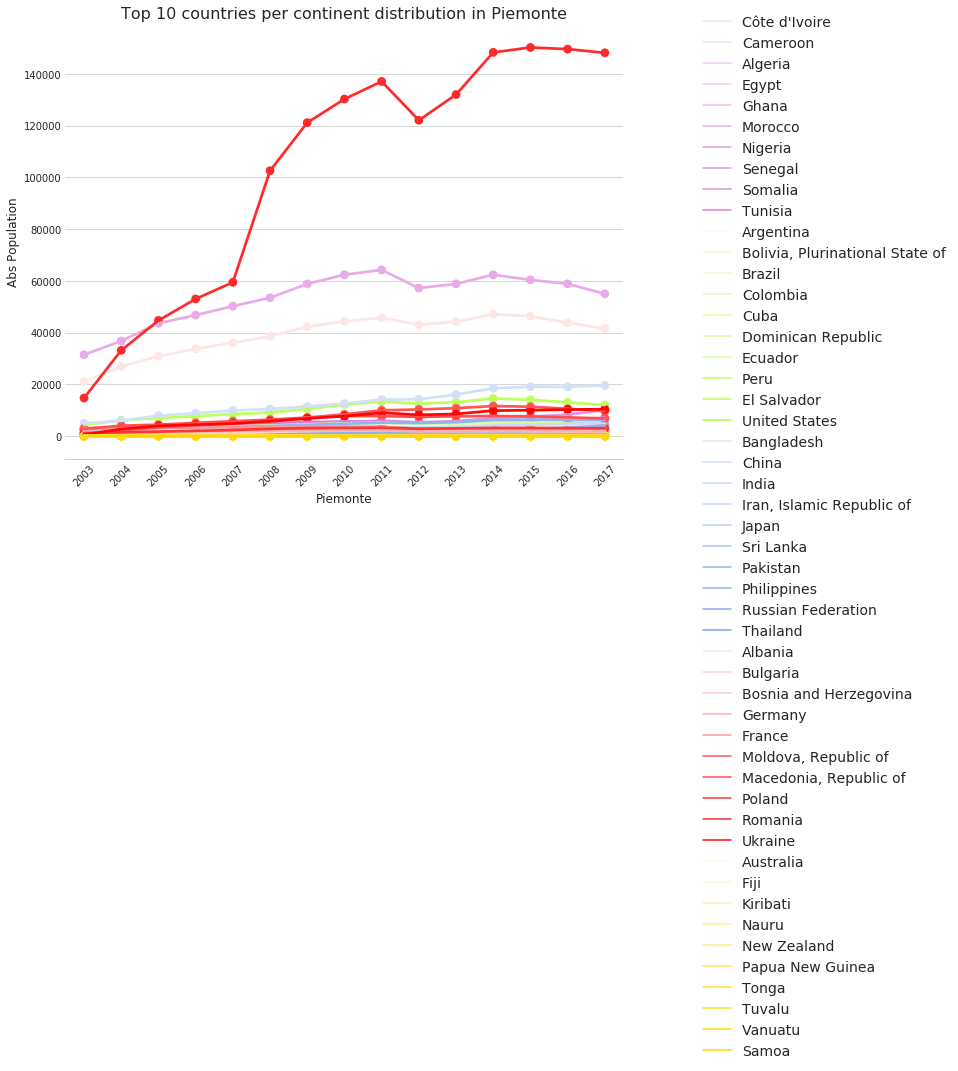 Top 10 countries per continent distribution in Piemonte
Abs Population
140000
120000
100000
80000
60000
40000
20000
0
2003 2004 2005 2006 2007 2008 2009 2010 2011 2012 2013 2014 2015 2016 2017
Piemonte
Côte d'Ivoire
Cameroon
Algeria
Egypt
Ghana
Morocco
Nigeria
Senegal
Somalia
Tunisia
Argentina
Bolivia, Plurinational State of
Brazil
Colombia
Cuba
Dominican Republic
Ecuador
Peru
El Salvador
United States
Bangladesh
China
India
Iran, Islamic Republic of
Japan
Sri Lanka
Pakistan
Philippines
Russian Federation
Thailand
Albania
Bulgaria
Bosnia and Herzegovina
Germany
France
Moldova, Republic of
Macedonia, Republic of
Poland
Romania
Ukraine
Australia
Fiji
Kiribati
Nauru
New Zealand
Papua New Guinea
Tonga
Tuvalu
Vanuatu
Samoa